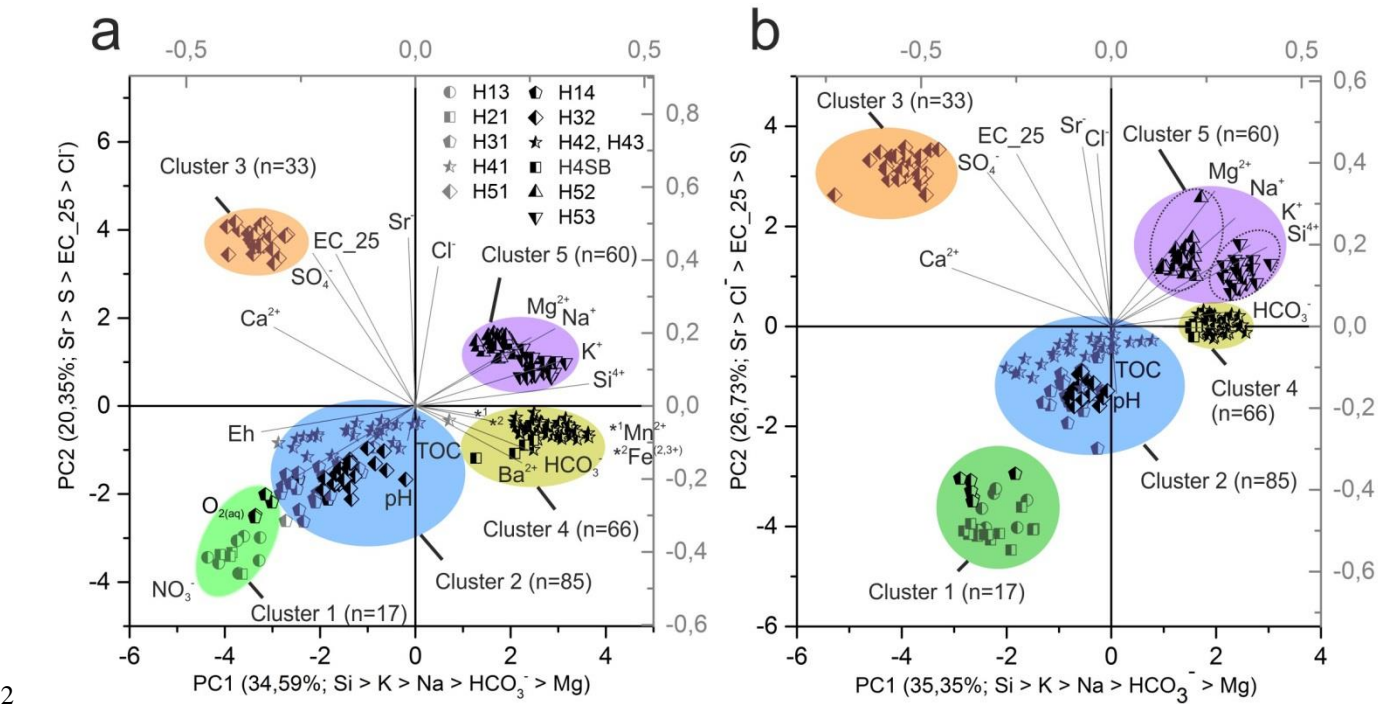 a
-0,5 0,0 0,5
PC2 (20,35%; Sr > S > EC_25 > Cl⁻)
6
4
2
0
-2
-4
0,8
0,6
0,4
0,2
0,0
-0,2
-0,4
-0,6
H13 H14
H21 H32
H31 H42, H43
H41 H4SB
H51 H52
H53
Cluster 3 (n=33)
Sr⁻
EC_25
SO₄⁻
Cl⁻
Cluster 5 (n=60)
Ca²⁺
Mg²⁺
Na⁺
K⁺
Si⁴⁺
Eh
*¹
*²
*¹Mn²⁺
*²Fe⁽²,³⁺⁾
TOC
HCO₃⁻
Ba²⁺
pH
O₂₍aq₎
Cluster 4 (n=66)
NO₃⁻
Cluster 2 (n=85)
Cluster 1 (n=17)
-6 -4 -2 0 2 4
PC1 (34,59%; Si > K > Na > HCO₃⁻ > Mg)
b
-0,5 0,0 0,5
PC2 (26,73%; Sr > Cl⁻ > EC_25 > S)
4
2
0
-2
-4
-6
0,6
0,4
0,2
0,0
-0,2
-0,4
-0,6
Cluster 3 (n=33)
Sr⁻
Cl⁻
EC_25
SO₄⁻
Cluster 5 (n=60)
Mg²⁺
Na⁺
K⁺
Si⁴⁺
Ca²⁺
HCO₃⁻
TOC
pH
Cluster 4
(n=66)
Cluster 2 (n=85)
Cluster 1 (n=17)
-6 -4 -2 0 2 4
PC1 (35,35%; Si > K > Na > HCO₃⁻ > Mg)
2